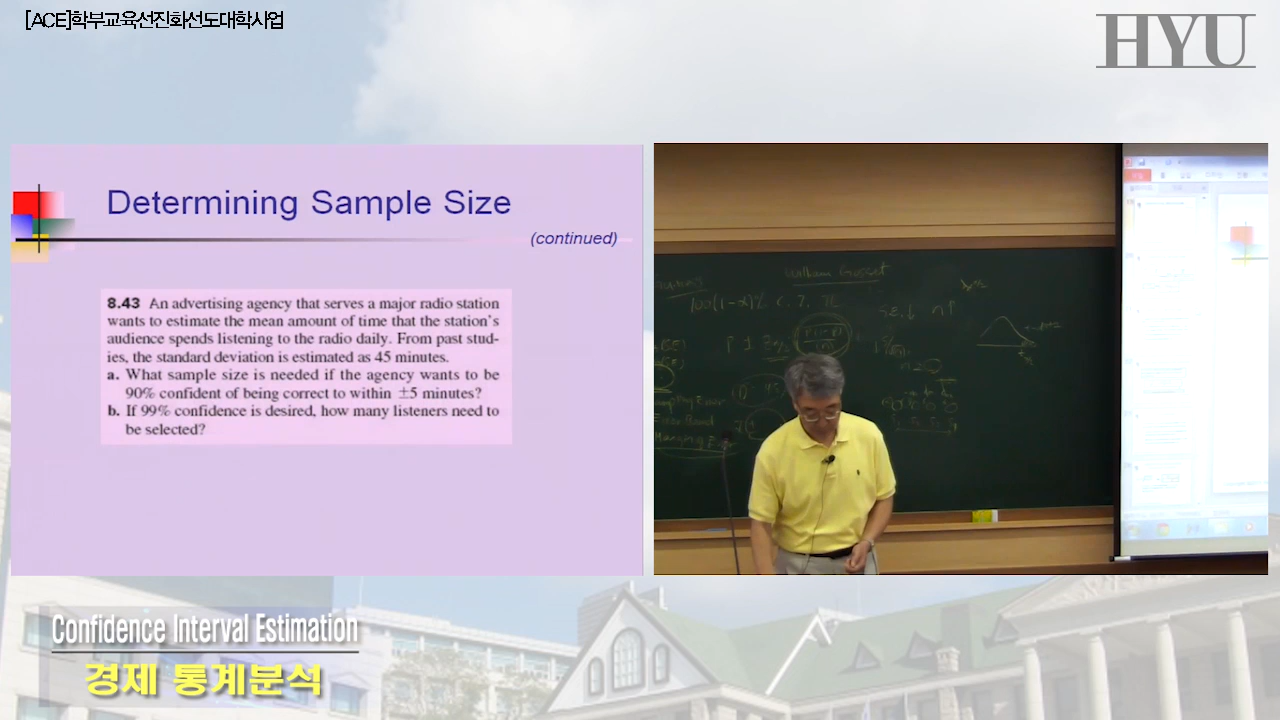 [ACE]학부교육선진화선도대학사업
HYU
Determining Sample Size
(continued)
8.43 An advertising agency that serves a major radio station
wants to estimate the mean amount of time that the station's
audience spends listening to the radio daily. From past stud-
ies, the standard deviation is estimated as 45 minutes.
a. What sample size is needed if the agency wants to be
90% confident of being correct to within ±5 minutes?
b. If 99% confidence is desired, how many listeners need to
be selected?
William Gosset
100(1-α)% C.I.
S.E.↓ n↑
Error Bound
Confidence Interval Estimation
경제 통계분석